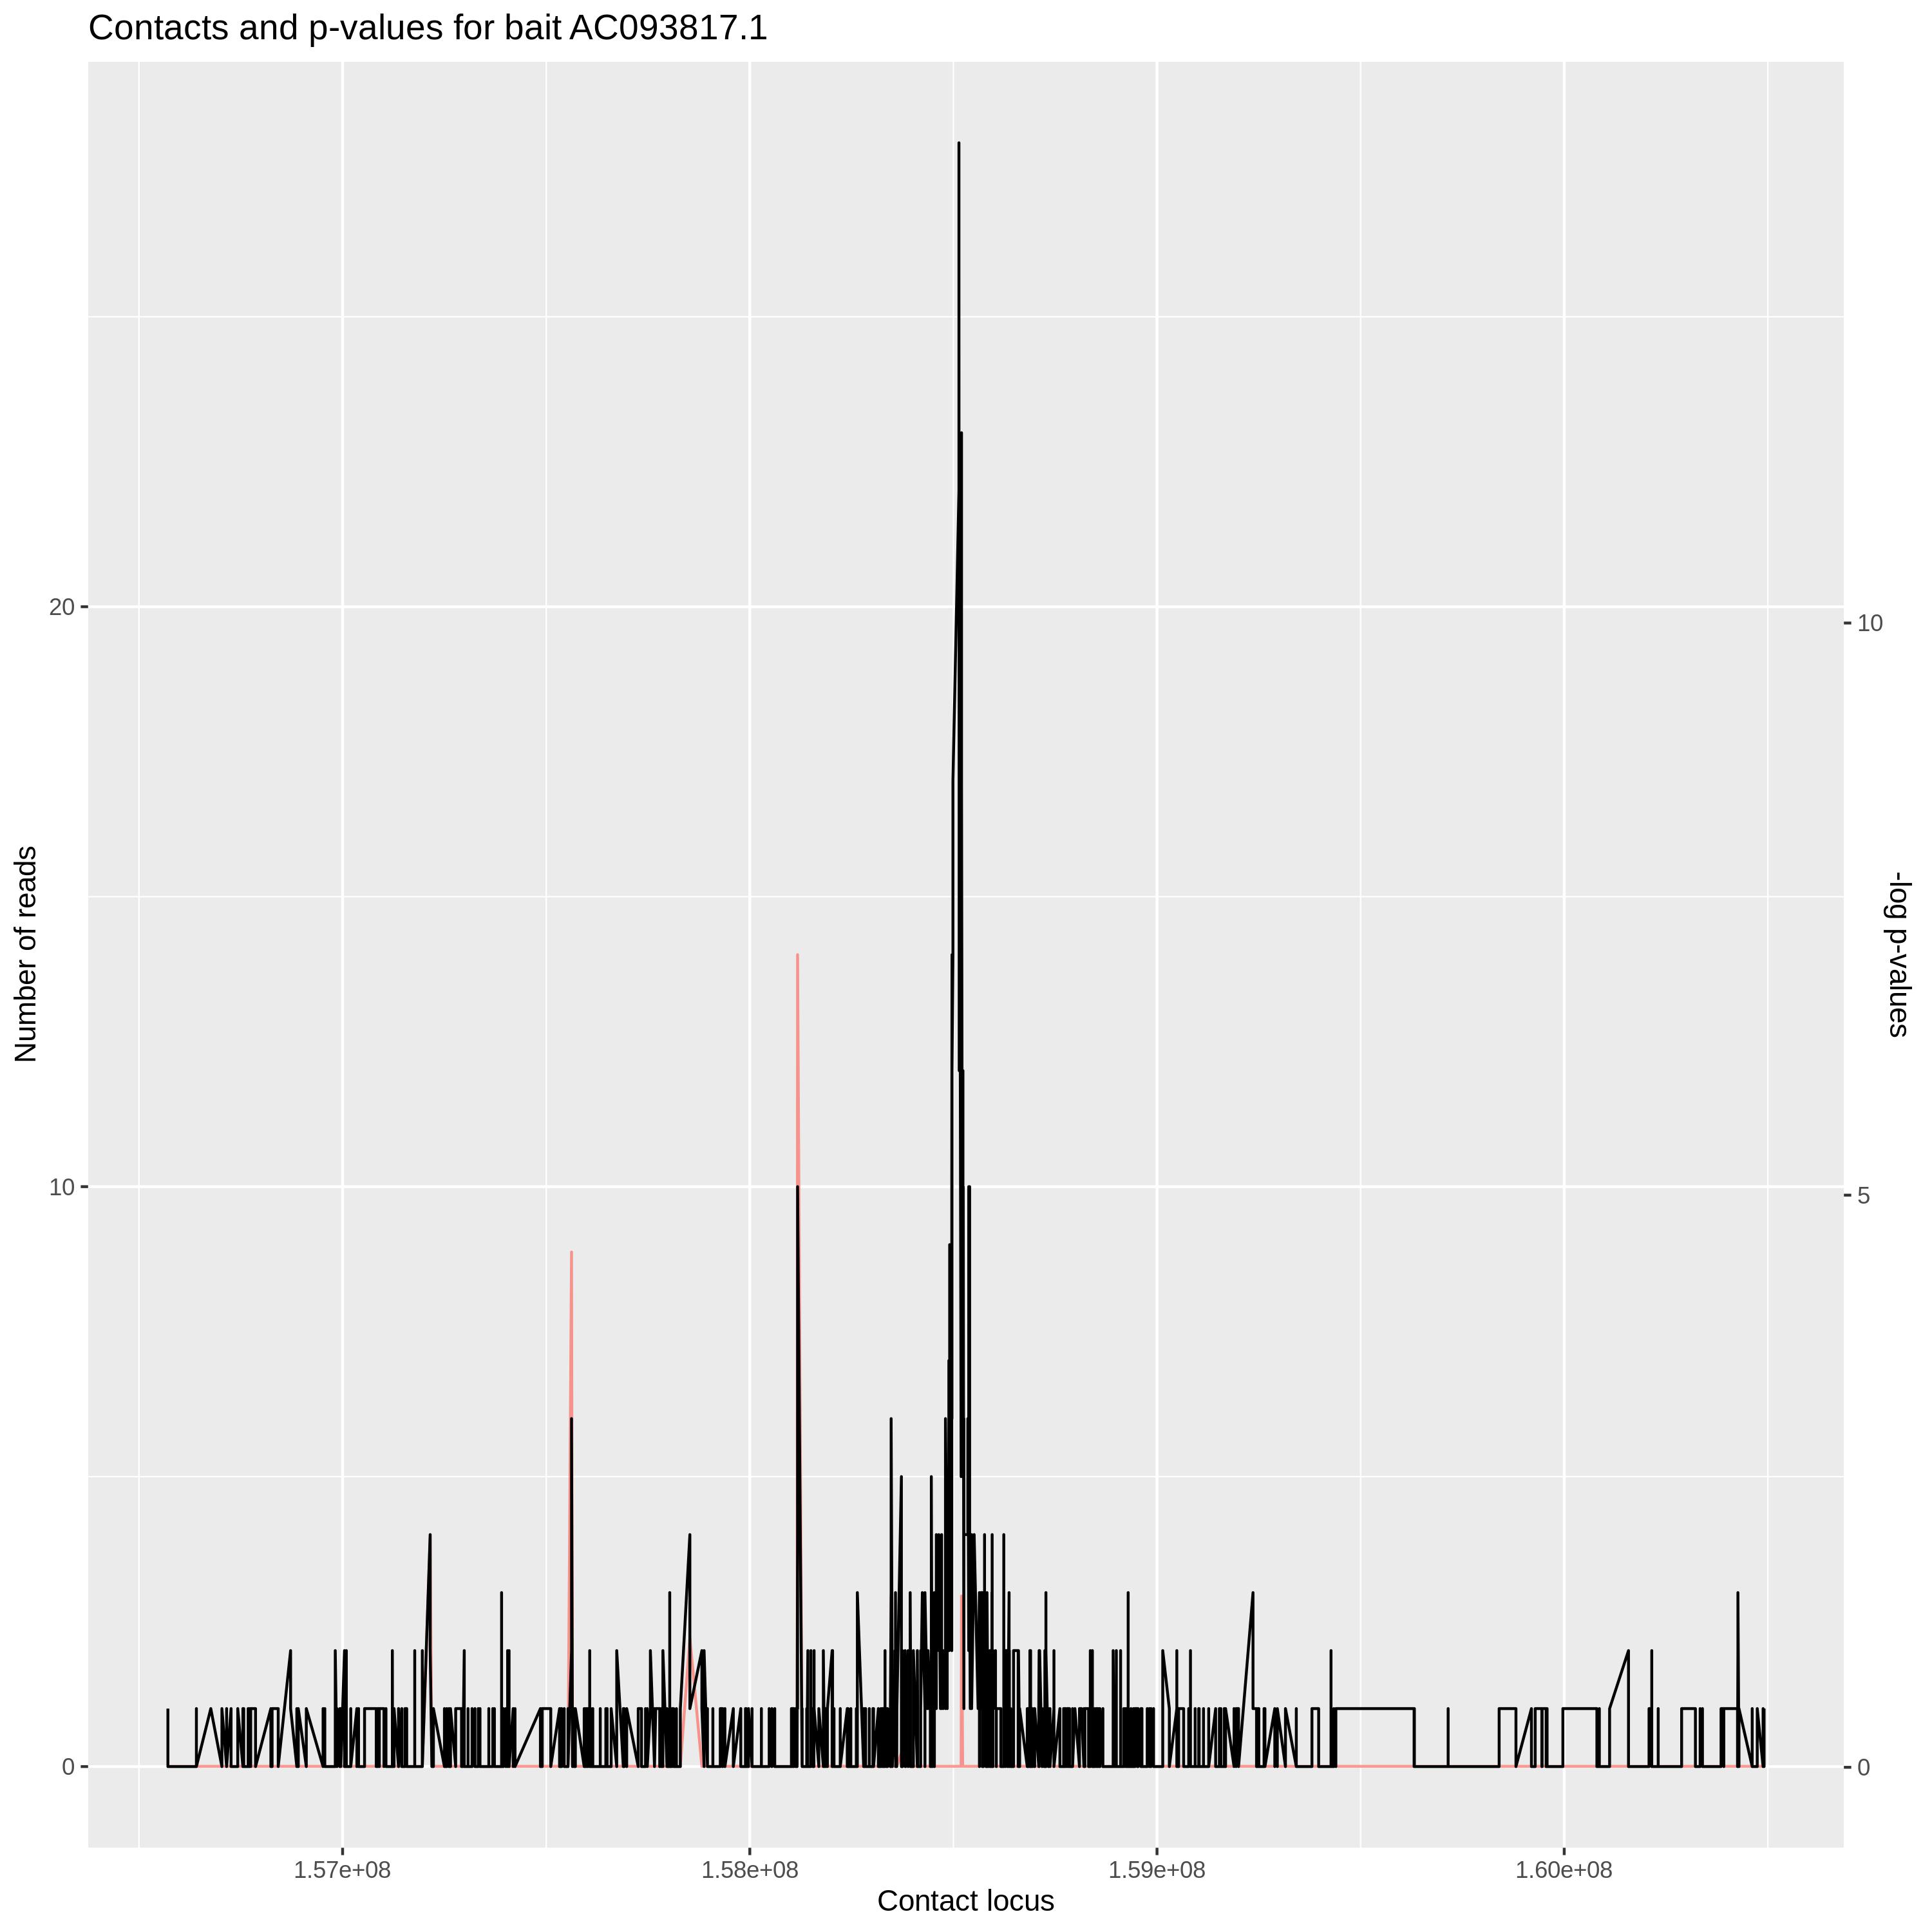 Contacts and p-values for bait AC093817.1
Number of reads
20
10
0
10
5
0
-log p-values
1.57e+08 1.58e+08 1.59e+08 1.60e+08
Contact locus